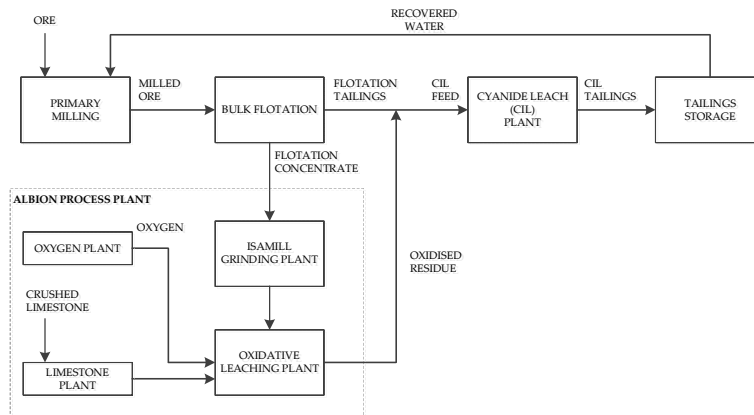 RECOVERED
WATER
ORE
PRIMARY
MILLING
MILLED
ORE
BULK FLOTATION
FLOTATION
TAILINGS
CIL
FEED
CYANIDE LEACH
(CIL)
PLANT
CIL
TAILINGS
TAILINGS
STORAGE
FLOTATION
CONCENTRATE
ALBION PROCESS PLANT
OXYGEN
OXYGEN PLANT
ISAMILL
GRINDING PLANT
OXIDISED
RESIDUE
CRUSHED
LIMESTONE
LIMESTONE
PLANT
OXIDATIVE
LEACHING PLANT